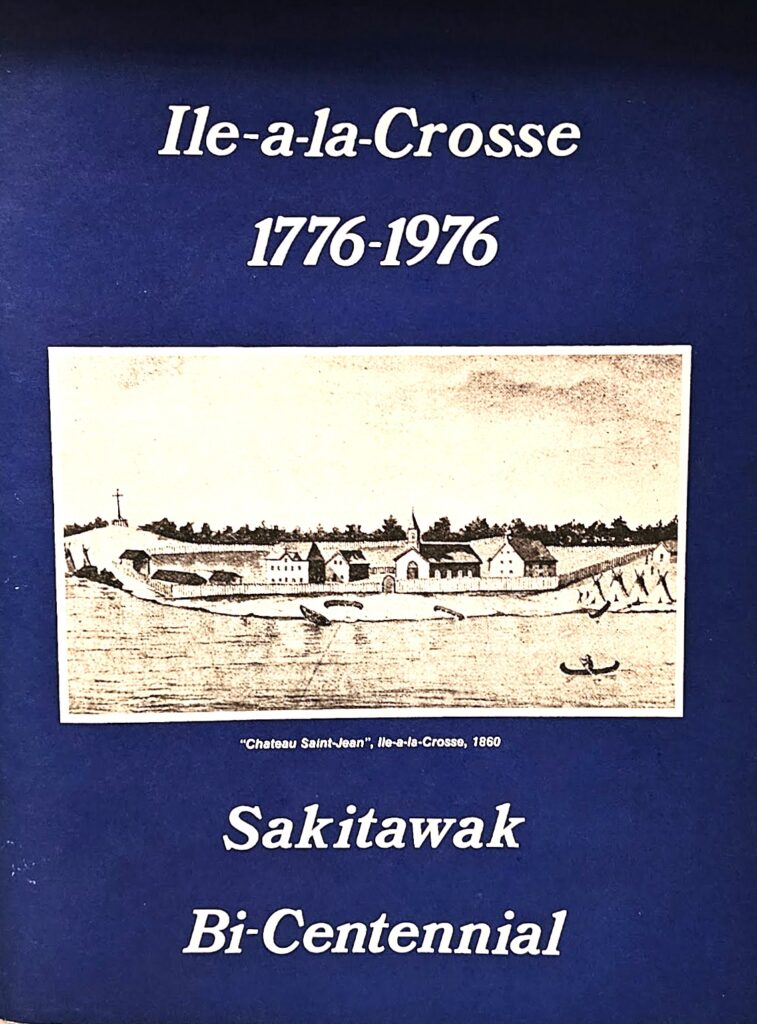 Ile-a-la-Crosse
1776-1976
"Chateau Saint-Jean", Ile-a-la-Crosse, 1860
Sakitawak
Bi-Centennial